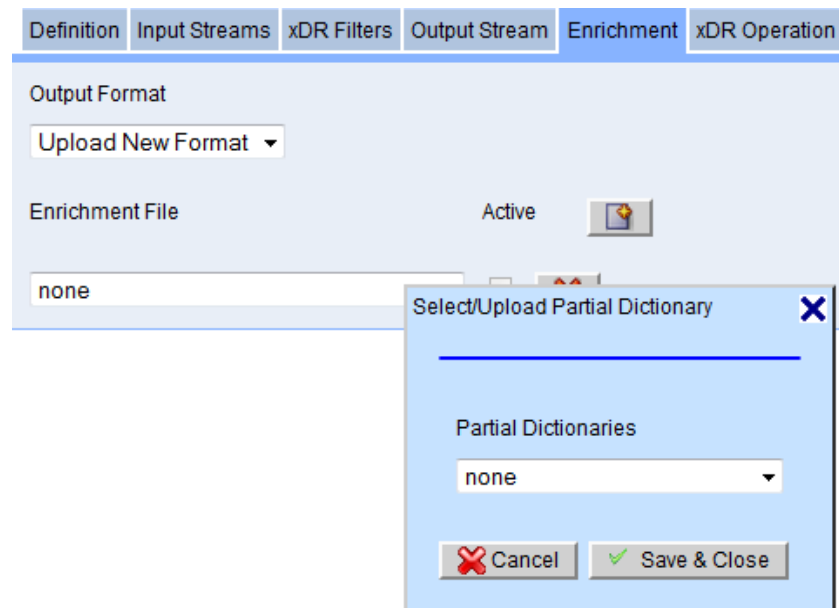 Definition Input Streams xDR Filters Output Stream Enrichment xDR Operation
Output Format
Upload New Format
Enrichment File Active
none
Select/Upload Partial Dictionary
Partial Dictionaries
none
Cancel Save & Close